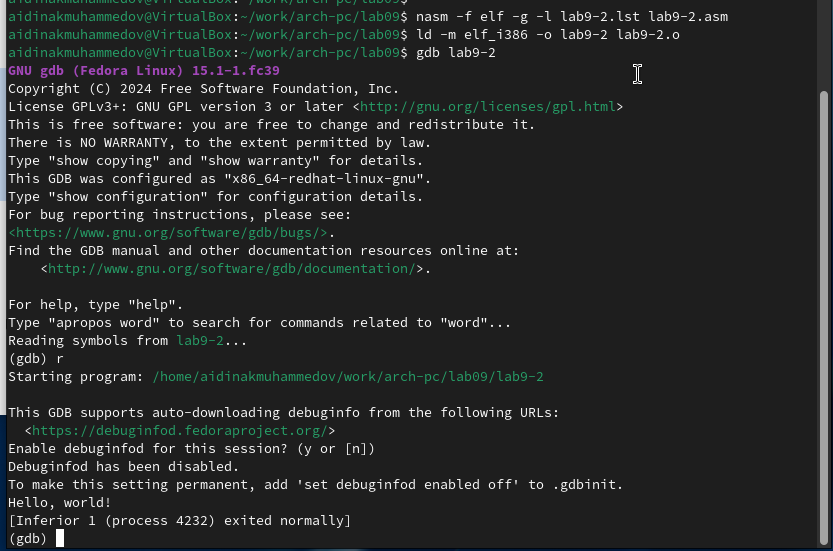 aidinakmuhammedov@VirtualBox:~/work/arch-pc/lab09$
aidinakmuhammedov@VirtualBox:~/work/arch-pc/lab09$ nasm -f elf -g -l lab9-2.lst lab9-2.asm
aidinakmuhammedov@VirtualBox:~/work/arch-pc/lab09$ ld -m elf_i386 -o lab9-2 lab9-2.o
aidinakmuhammedov@VirtualBox:~/work/arch-pc/lab09$ gdb lab9-2
GNU gdb (Fedora Linux) 15.1-1.fc39
Copyright (C) 2024 Free Software Foundation, Inc.
License GPLv3+: GNU GPL version 3 or later <http://gnu.org/licenses/gpl.html>
This is free software: you are free to change and redistribute it.
There is NO WARRANTY, to the extent permitted by law.
Type "show copying" and "show warranty" for details.
This GDB was configured as "x86_64-redhat-linux-gnu".
Type "show configuration" for configuration details.
For bug reporting instructions, please see:
<https://www.gnu.org/software/gdb/bugs/>.
Find the GDB manual and other documentation resources online at:
    <http://www.gnu.org/software/gdb/documentation/>.
For help, type "help".
Type "apropos word" to search for commands related to "word"...
Reading symbols from lab9-2...
(gdb) r
Starting program: /home/aidinakmuhammedov/work/arch-pc/lab09/lab9-2
This GDB supports auto-downloading debuginfo from the following URLs:
  <https://debuginfod.fedoraproject.org/>
Enable debuginfod for this session? (y or [n])
Debuginfod has been disabled.
To make this setting permanent, add 'set debuginfod enabled off' to .gdbinit.
Hello, world!
[Inferior 1 (process 4232) exited normally]
(gdb)